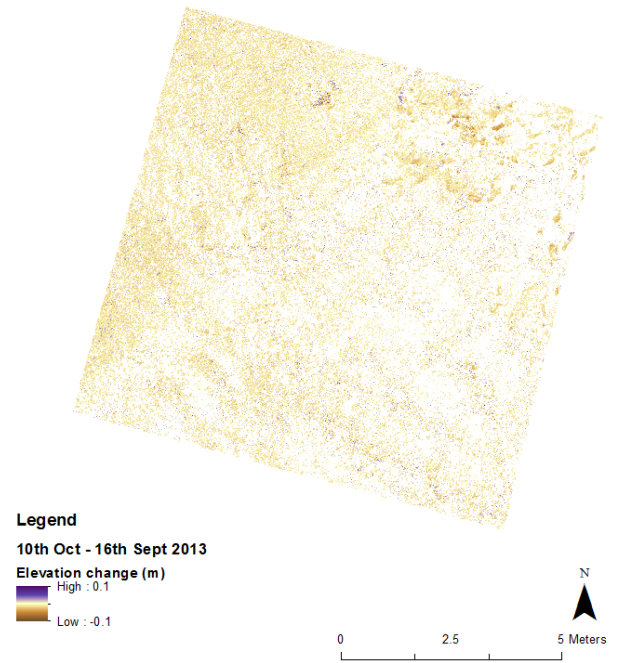 Legend
10th Oct - 16th Sept 2013
Elevation change (m)
High : 0.1
Low : -0.1
N
0 2.5 5 Meters